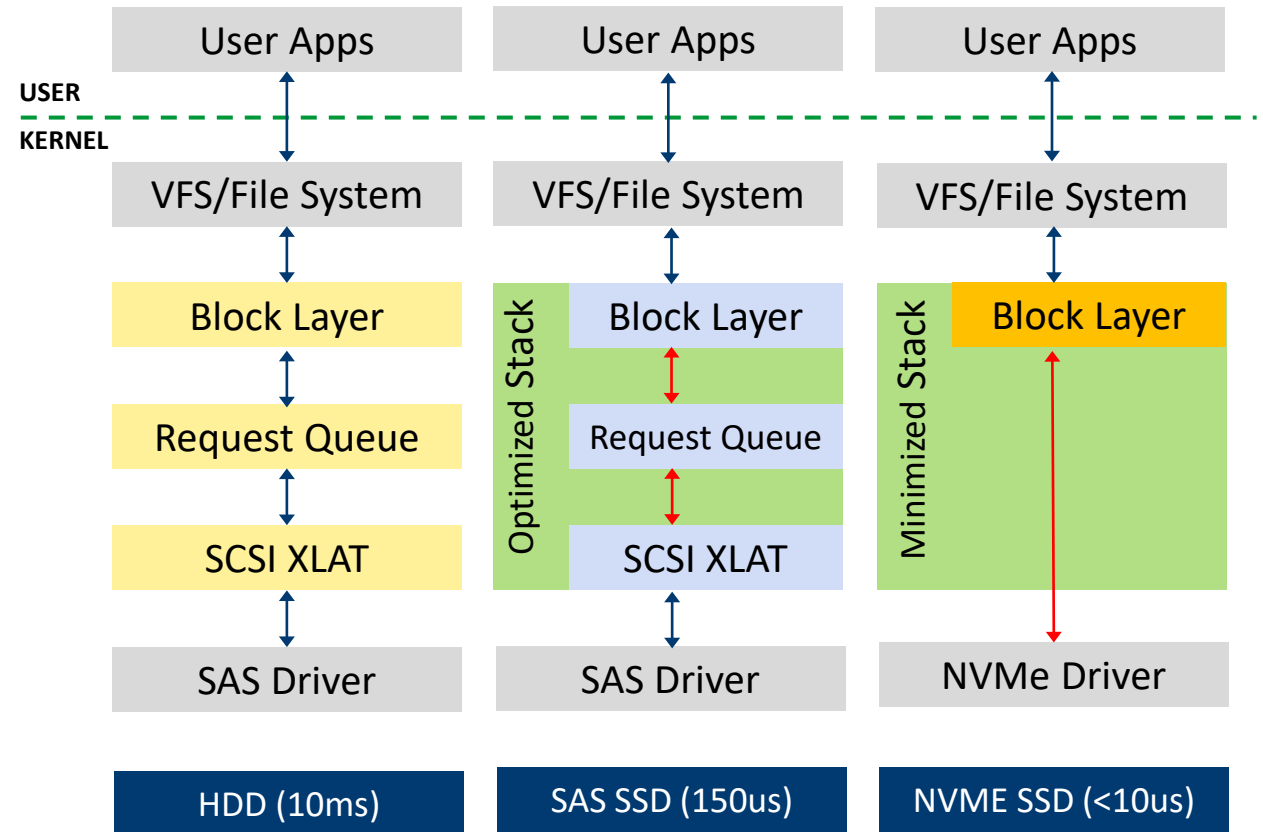 User Apps
User Apps
User Apps
USER
KERNEL
VFS/File System
VFS/File System
VFS/File System
Block Layer
Request Queue
SCSI XLAT
Optimized Stack
Block Layer
Request Queue
SCSI XLAT
Minimized Stack
Block Layer
SAS Driver
SAS Driver
NVMe Driver
HDD (10ms)
SAS SSD (150us)
NVME SSD (<10us)